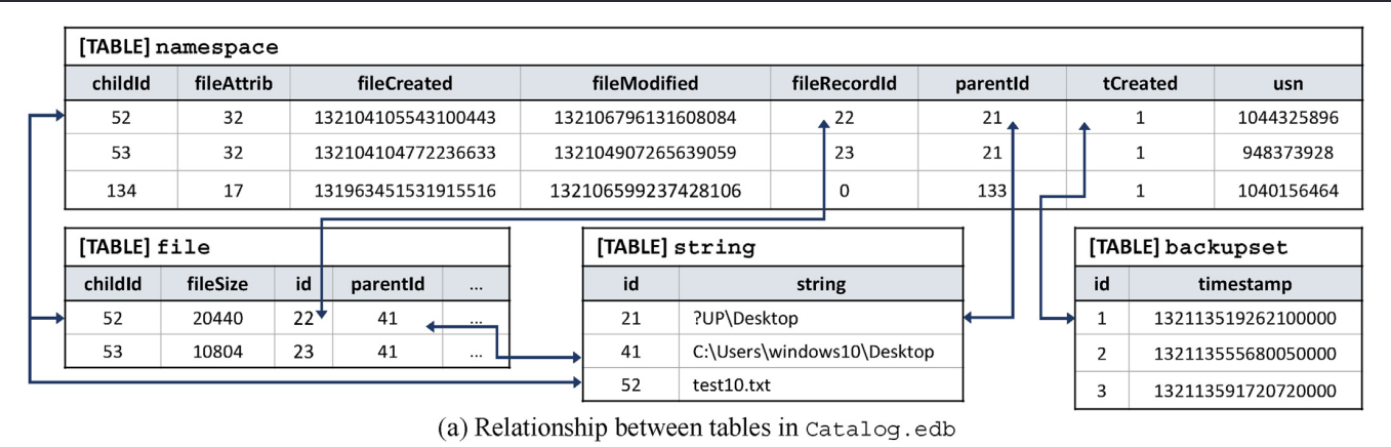 [TABLE] namespace
childId fileAttrib fileCreated fileModified fileRecordId parentId tCreated usn
52 32 132104105543100443 132106796131608084 22 21 1 1044325896
53 32 132104104772236633 132104907265639059 23 21 1 948373928
134 17 131963451531915516 132106599237428106 0 133 1 1040156464
[TABLE] file
childId fileSize id parentId ...
52 20440 22 41 ...
53 10804 23 41 ...
[TABLE] string
id string
21 ?UP\Desktop
41 C:\Users\windows10\Desktop
52 test10.txt
[TABLE] backupset
id timestamp
1 132113519262100000
2 132113555680050000
3 132113591720720000
(a) Relationship between tables in Catalog.edb